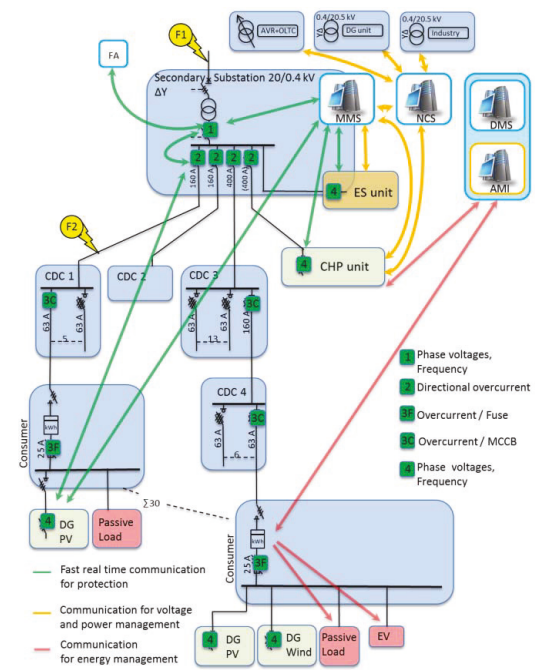 0.4/20.5 kV
0.4/20.5 kV
AVR+OLTC
YΔ
DG unit
YΔ
Industry
F1
FA
Secondary Substation 20/0.4 kV
ΔY
MMS
NCS
DMS
AMI
1
2
2
2
2
160 A
160 A
400 A
(400 A)
4
ES unit
F2
4
CHP unit
CDC 1
CDC 2
CDC 3
3C
63 A
63 A
5
63 A
63 A
13
3C
160 A
CDC 4
3C
63 A
63 A
6
1 Phase voltages,
Frequency
2 Directional overcurrent
3F Overcurrent / Fuse
3C Overcurrent / MCCB
4 Phase voltages,
Frequency
Consumer
kWh
25 A
3F
4 DG
PV
Passive
Load
∑30
Consumer
kWh
25 A
3F
Fast real time communication
for protection
Communication for voltage
and power management
Communication
for energy management
4 DG
PV
4 DG
Wind
Passive
Load
EV